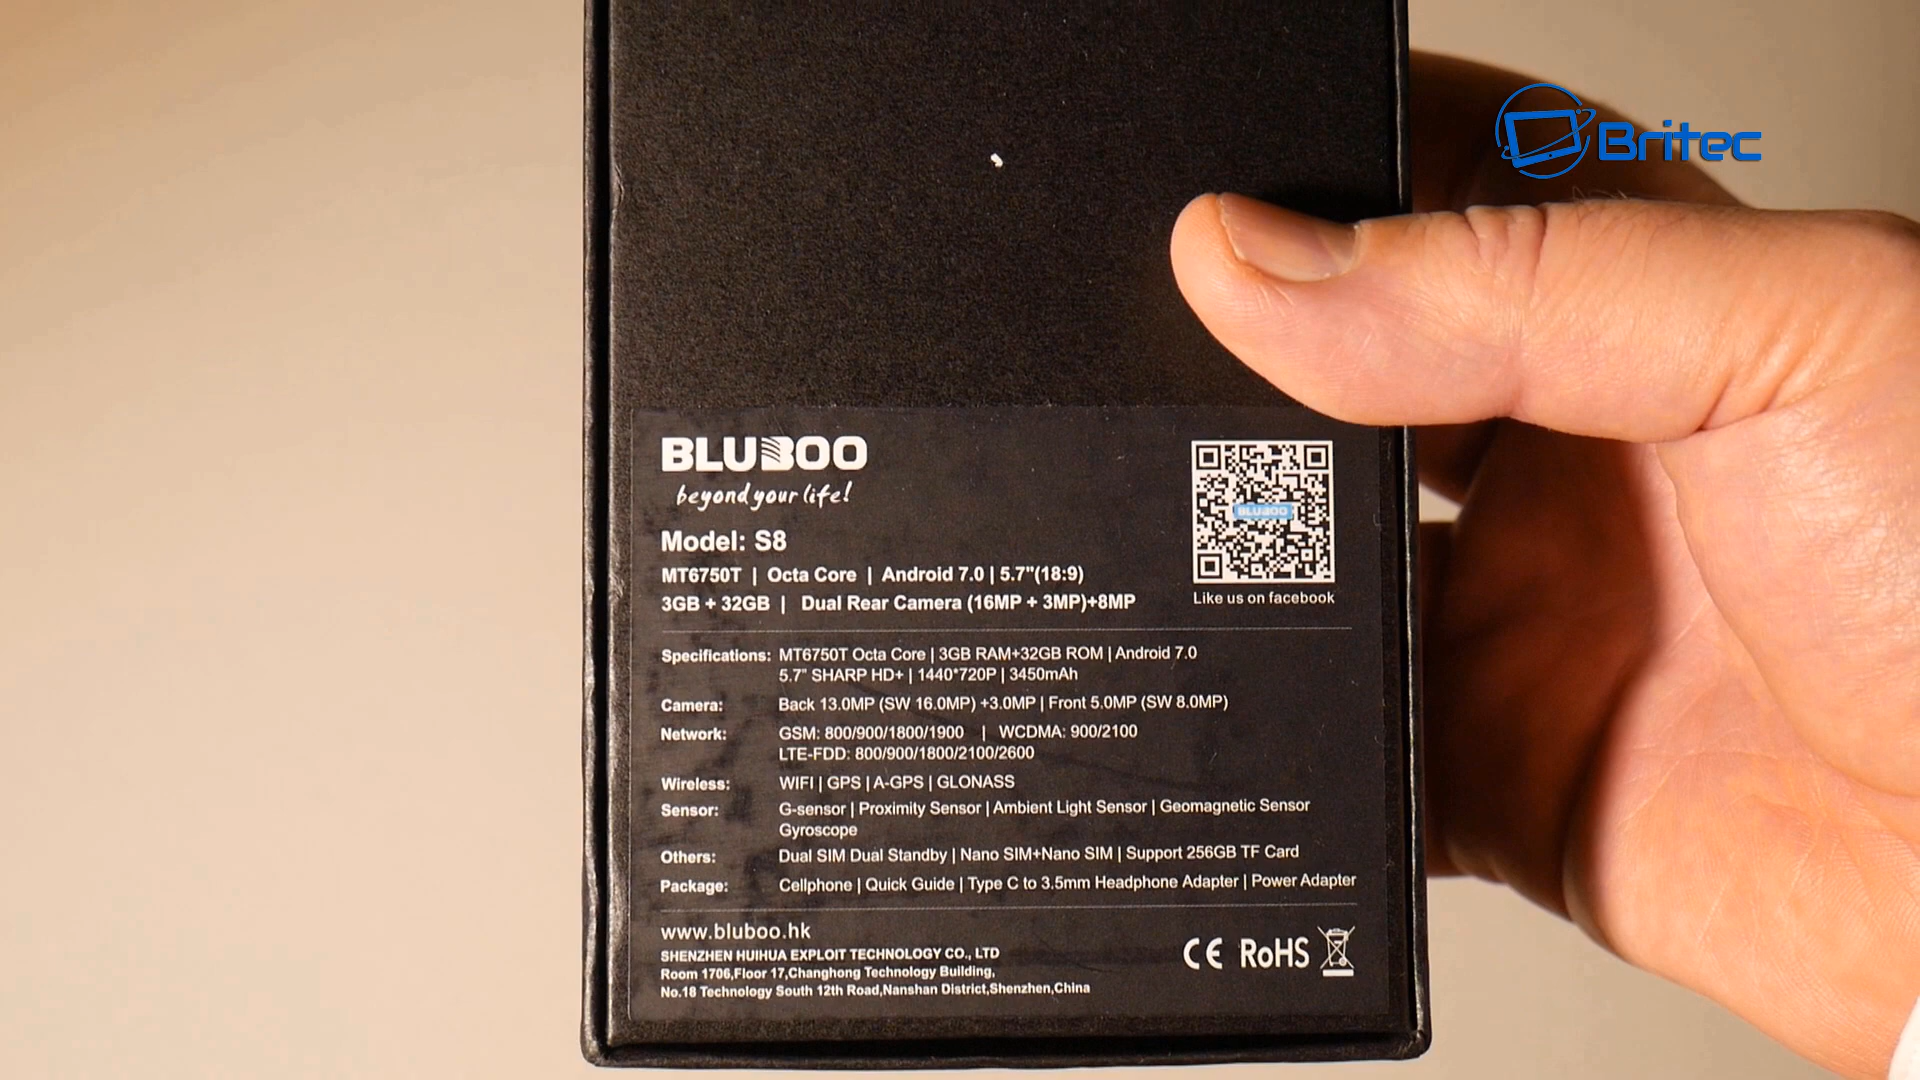 Britec
BLUBOO
beyond your life!
Model: S8
MT6750T | Octa Core | Android 7.0 | 5.7"(18:9)
3GB + 32GB | Dual Rear Camera (16MP + 3MP)+8MP
BLUBOO
Like us on facebook
Specifications: MT6750T Octa Core | 3GB RAM+32GB ROM | Android 7.0
5.7" SHARP HD+ | 1440*720P | 3450mAh
Camera: Back 13.0MP (SW 16.0MP) +3.0MP | Front 5.0MP (SW 8.0MP)
Network: GSM: 800/900/1800/1900 | WCDMA: 900/2100
LTE-FDD: 800/900/1800/2100/2600
Wireless: WIFI | GPS | A-GPS | GLONASS
Sensor: G-sensor | Proximity Sensor | Ambient Light Sensor | Geomagnetic Sensor
Gyroscope
Others: Dual SIM Dual Standby | Nano SIM+Nano SIM | Support 256GB TF Card
Package: Cellphone | Quick Guide | Type C to 3.5mm Headphone Adapter | Power Adapter
www.bluboo.hk
SHENZHEN HUIHUA EXPLOIT TECHNOLOGY CO., LTD
Room 1706,Floor 17,Changhong Technology Building,
No.18 Technology South 12th Road,Nanshan District,Shenzhen,China
CE RoHS